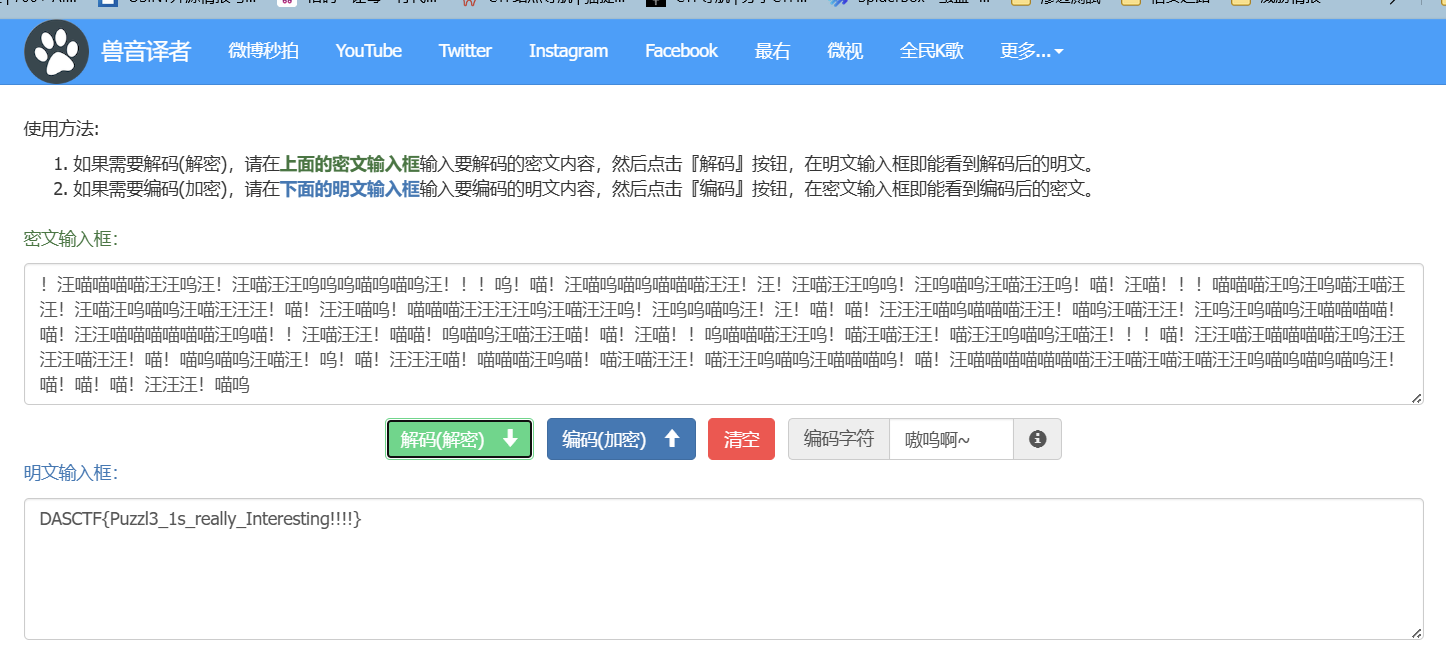 兽音译者 微博秒拍 YouTube Twitter Instagram Facebook 最右 微视 全民K歌 更多...
使用方法:
1. 如果需要解码(解密)，请在上面的密文输入框输入要解码的密文内容，然后点击『解码』按钮，在明文输入框即能看到解码后的明文。
2. 如果需要编码(加密)，请在下面的明文输入框输入要编码的明文内容，然后点击『编码』按钮，在密文输入框即能看到编码后的密文。
密文输入框：
！汪喵喵喵喵汪汪呜汪！汪喵汪汪呜呜呜喵呜喵呜汪！！！呜！喵！汪喵呜喵呜喵喵喵汪汪！汪！汪喵汪汪呜呜！汪呜喵呜汪喵汪汪呜！喵！汪喵！！！喵喵喵汪呜汪呜喵汪喵汪
汪！汪喵汪呜喵呜汪喵汪汪汪！喵！汪汪喵呜！喵喵喵汪汪汪汪呜汪喵汪汪呜！汪呜呜喵呜汪！汪！喵！喵！汪汪汪喵呜喵喵喵汪汪！喵呜汪喵汪汪！汪呜汪呜喵呜汪喵喵喵喵！
喵！汪汪喵喵喵喵喵喵汪呜喵！！汪喵汪汪！喵喵！呜喵呜汪喵汪汪喵！喵！汪喵！！呜喵喵喵汪汪呜！喵汪喵汪汪！喵汪汪呜喵呜汪喵汪！！！喵！汪汪喵汪喵喵喵喵汪呜汪汪
汪汪喵汪汪！喵！喵呜喵呜汪喵汪！呜！喵！汪汪汪喵！喵喵喵汪呜喵！喵汪喵汪汪！喵汪汪呜喵呜汪喵喵喵呜！喵！汪喵喵喵喵喵喵喵汪汪喵汪喵汪喵汪汪呜喵呜喵呜喵呜汪！
喵！喵！喵！汪汪汪！喵呜
解码(解密) 编码(加密) 清空 编码字符 嗷呜啊~
明文输入框：
DASCTF{Puzzl3_1s_really_Interesting!!!!}